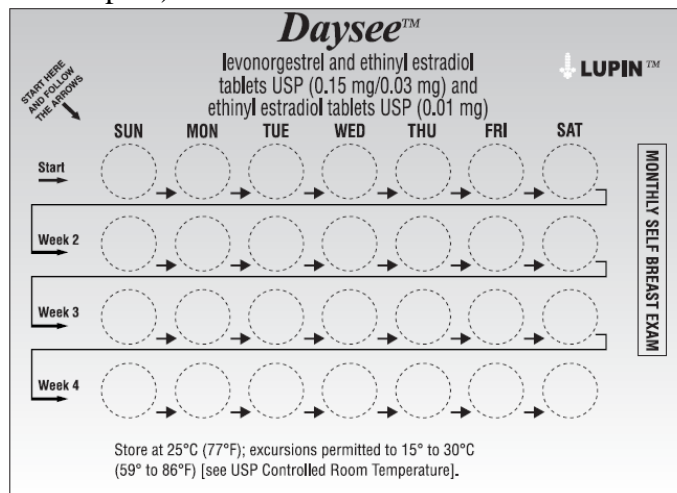 Daysee™
levonorgestrel and ethinyl estradiol
tablets USP (0.15 mg/0.03 mg) and
ethinyl estradiol tablets USP (0.01 mg)
LUPIN™
START HERE
AND FOLLOW
THE ARROWS
SUN MON TUE WED THU FRI SAT
Start
Week 2
Week 3
Week 4
MONTHLY SELF BREAST EXAM
Store at 25°C (77°F); excursions permitted to 15° to 30°C
(59° to 86°F) [see USP Controlled Room Temperature].